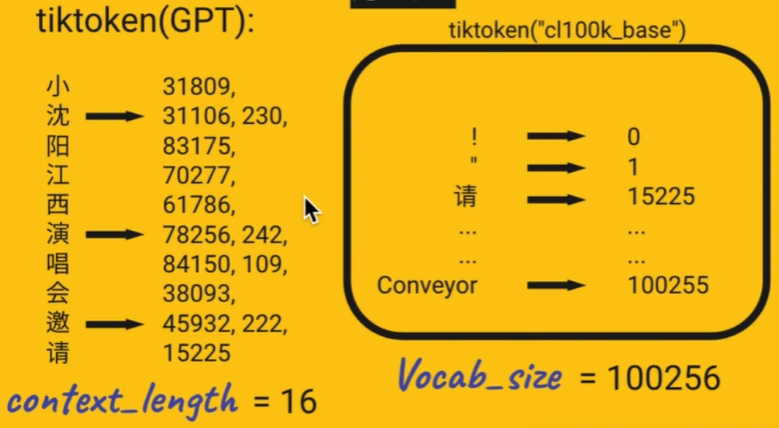 tiktoken(GPT):
小 31809,
沈 31106, 230,
阳 83175,
江 70277,
西 61786,
演 78256, 242,
唱 84150, 109,
会 38093,
邀 45932, 222,
请 15225
context_length = 16
tiktoken("cl100k_base")
! 0
" 1
请 15225
... ...
... ...
Conveyor 100255
Vocab_size = 100256